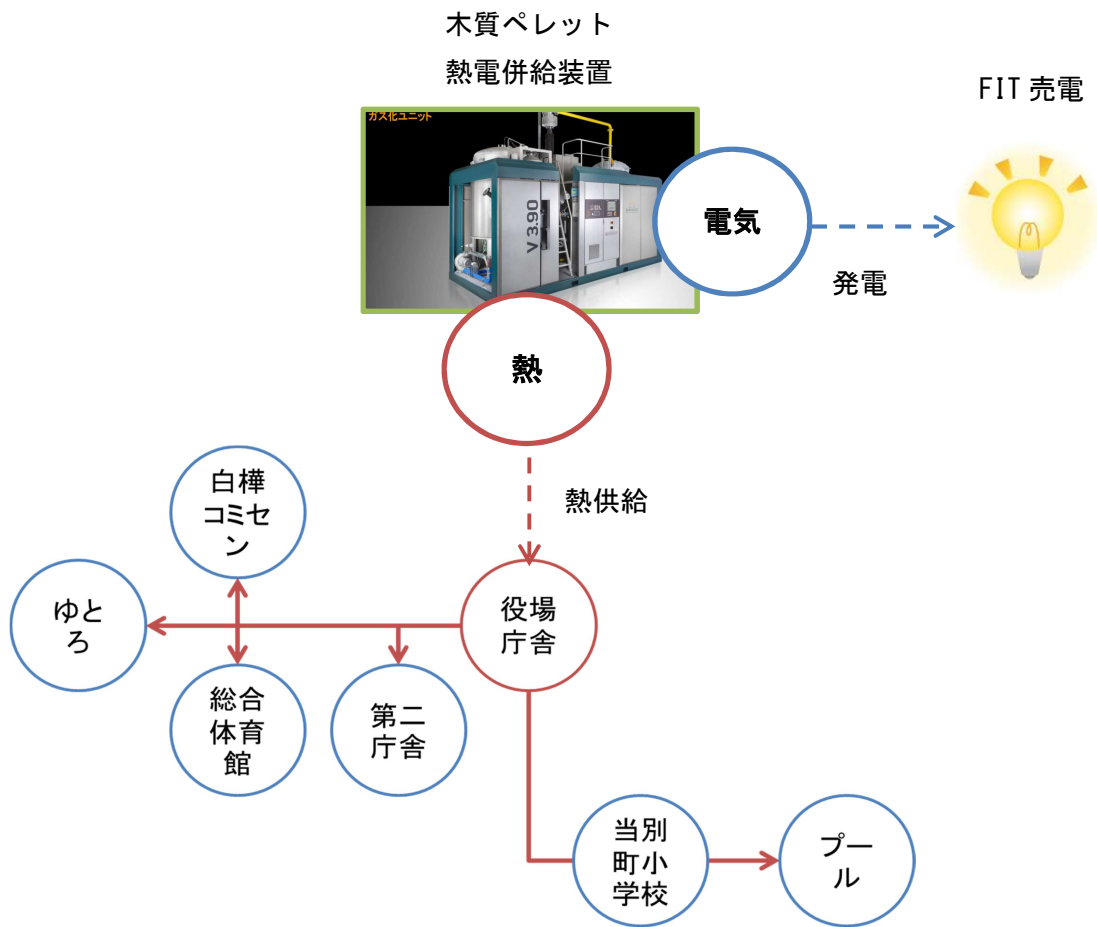 木質ペレット
熱電併給装置
FIT 売電
ガス化ユニット
V 3.90
電気
発電
熱
熱供給
白樺
コミセ
ン
ゆと
ろ
役場
庁舎
総合
体育
館
第二
庁舎
当別
町小
学校
プー
ル